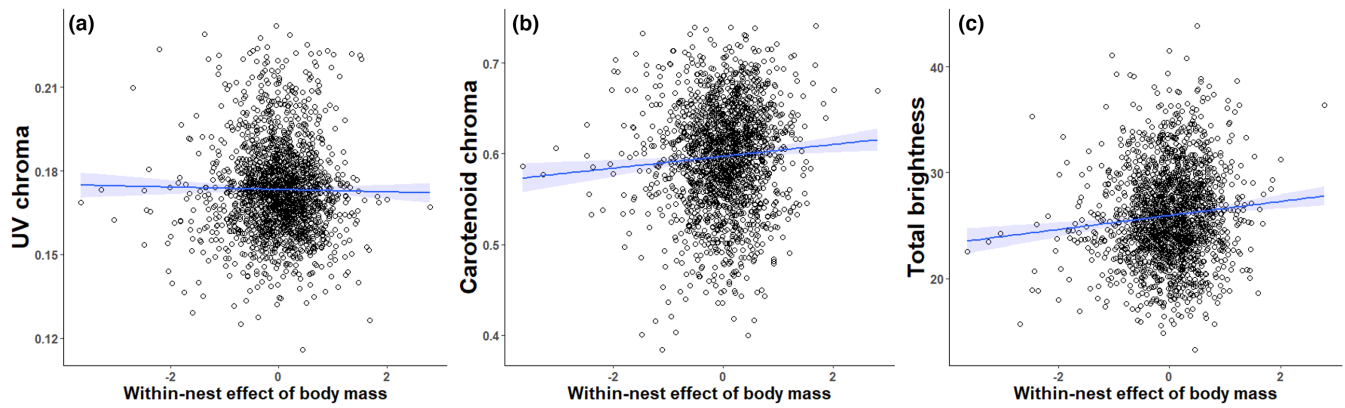 (a)
UV chroma
0.21
0.18
0.15
0.12
-2
0
2
Within-nest effect of body mass
(b)
Carotenoid chroma
0.7
0.6
0.5
0.4
-2
0
2
Within-nest effect of body mass
(c)
Total brightness
40
30
20
-2
0
2
Within-nest effect of body mass